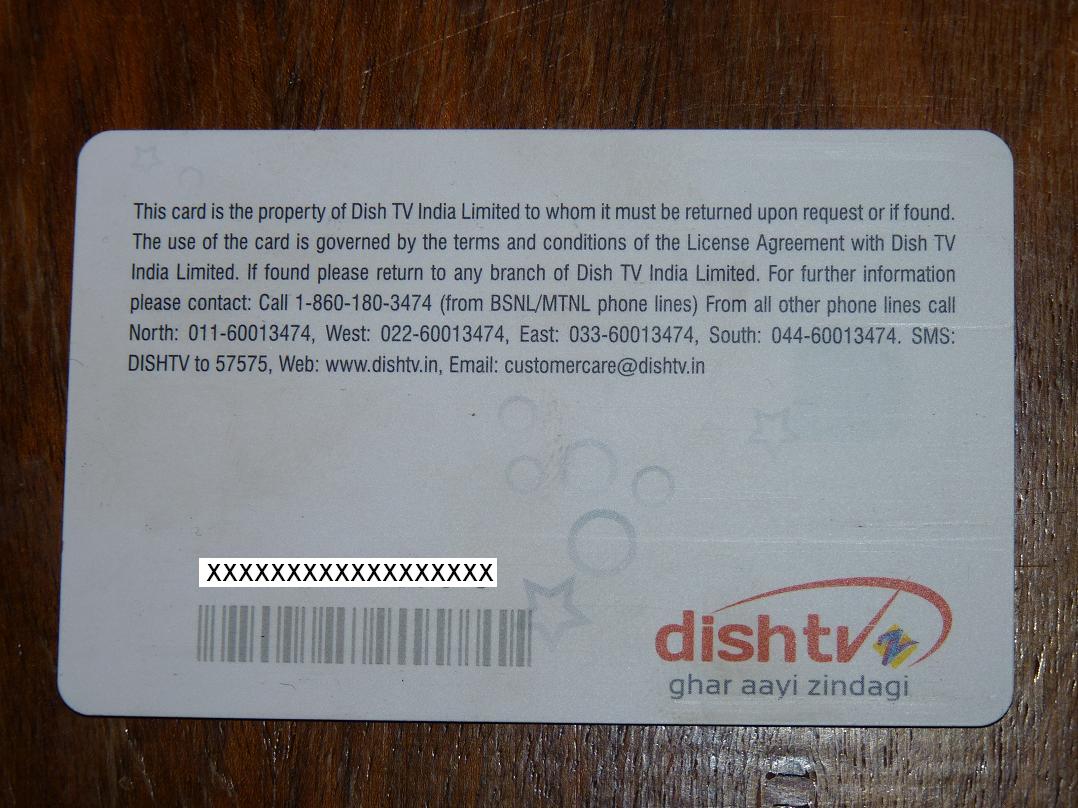 This card is the property of Dish TV India Limited to whom it must be returned upon request or if found.
The use of the card is governed by the terms and conditions of the License Agreement with Dish TV
India Limited. If found please return to any branch of Dish TV India Limited. For further information
please contact: Call 1-860-180-3474 (from BSNL/MTNL phone lines) From all other phone lines call
North: 011-60013474, West: 022-60013474, East: 033-60013474, South: 044-60013474. SMS:
DISHTV to 57575, Web: www.dishtv.in, Email: customercare@dishtv.in
XXXXXXXXXXXXXXXXXX
dishtv
ghar aayi zindagi